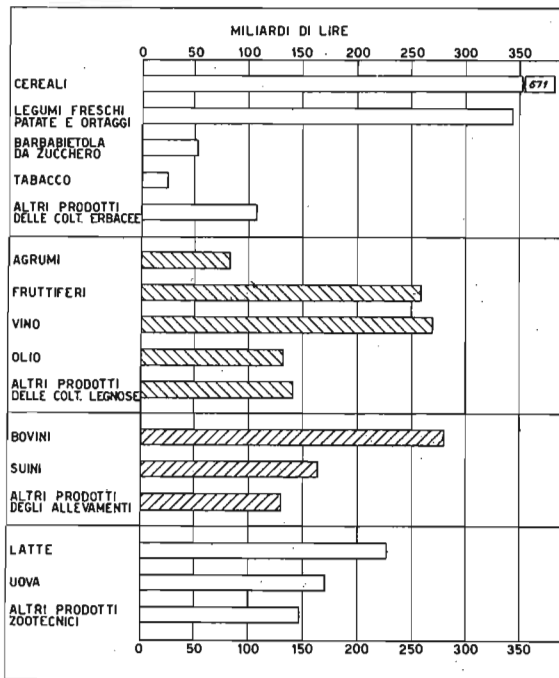 MILIARDI DI LIRE
0 50 100 150 200 250 300 350
CEREALI
671
LEGUMI FRESCHI
PATATE E ORTAGGI
BARBABIETOLA
DA ZUCCHERO
TABACCO
ALTRI PRODOTTI
DELLE COLT. ERBACEE
AGRUMI
FRUTTIFERI
VINO
OLIO
ALTRI PRODOTTI
DELLE COLT. LEGNOSE
BOVINI
SUINI
ALTRI PRODOTTI
DEGLI ALLEVAMENTI
LATTE
UOVA
ALTRI PRODOTTI
ZOOTECNICI
0 50 100 150 200 250 300 350